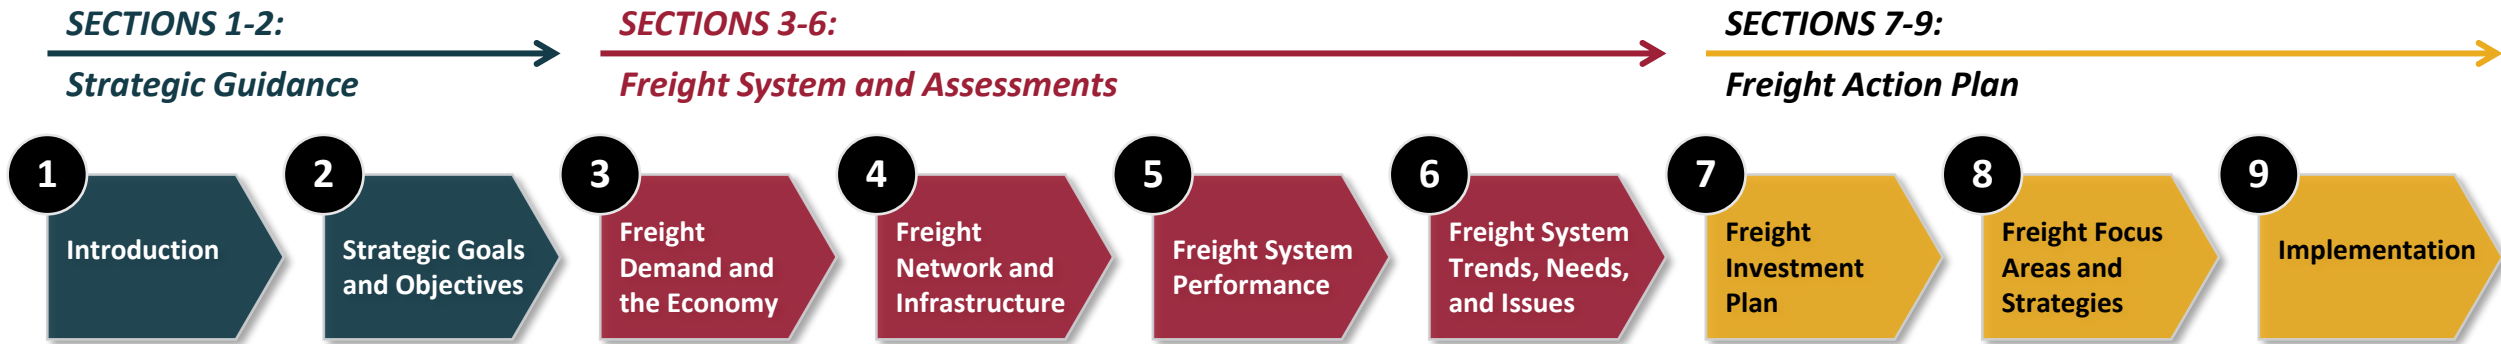 SECTIONS 1-2:
Strategic Guidance
SECTIONS 3-6:
Freight System and Assessments
SECTIONS 7-9:
Freight Action Plan
1
Introduction
2
Strategic Goals
and Objectives
3
Freight
Demand and
the Economy
4
Freight
Network and
Infrastructure
5
Freight System
Performance
6
Freight System
Trends, Needs,
and Issues
7
Freight
Investment
Plan
8
Freight Focus
Areas and
Strategies
9
Implementation